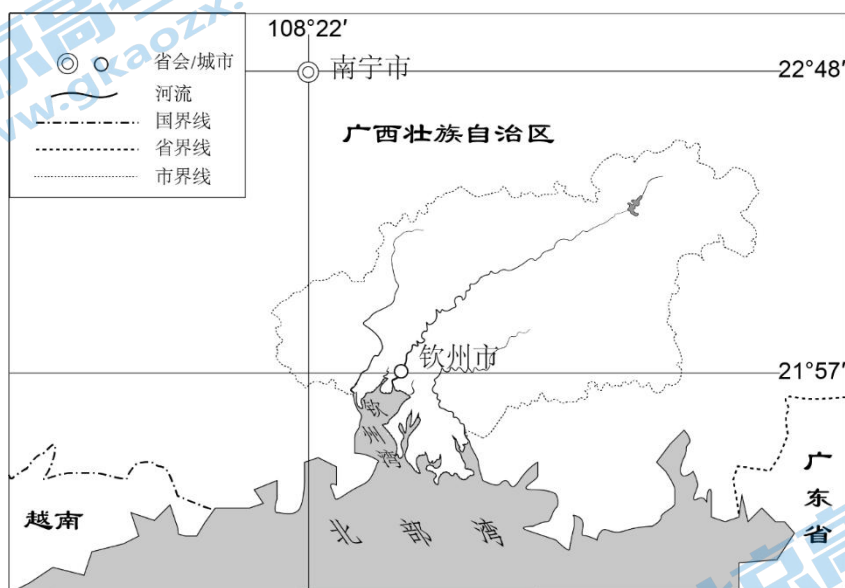 108°22′
省会/城市
南宁市
22°48′
河流
国界线
广西壮族自治区
省界线
市界线
钦州市
21°57′
钦州湾
广东省
越南
北部湾
www.gkaozx.